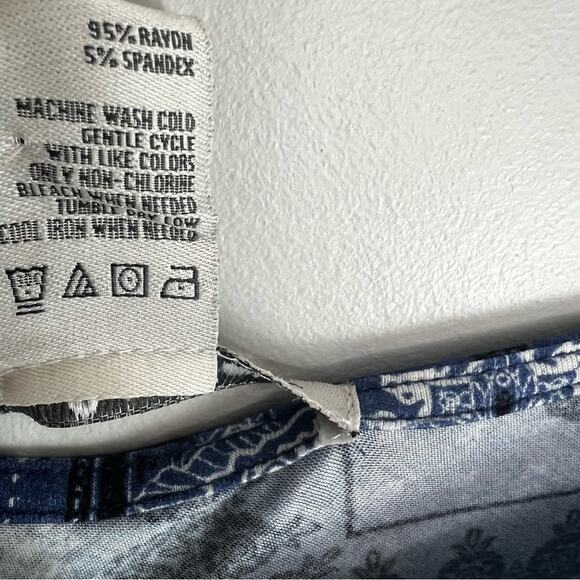 95% RAYON
5% SPANDEX
MACHINE WASH COLD
GENTLE CYCLE
WITH LIKE COLORS
ONLY NON-CHLORINE
BLEACH WHEN NEEDED
TUMBLE DRY LOW
COOL IRON WHEN NEEDED